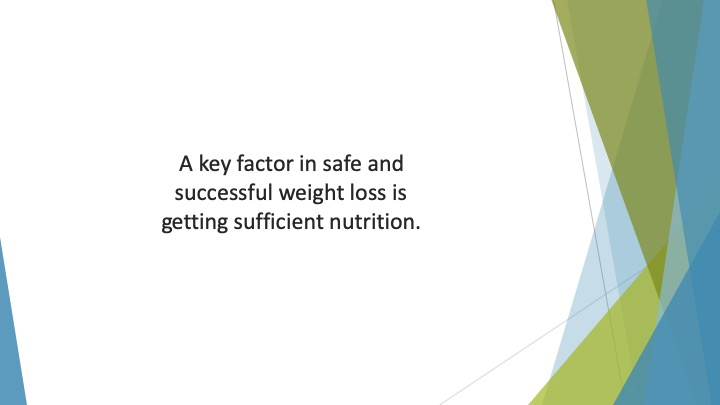 A key factor in safe and
successful weight loss is
getting sufficient nutrition.